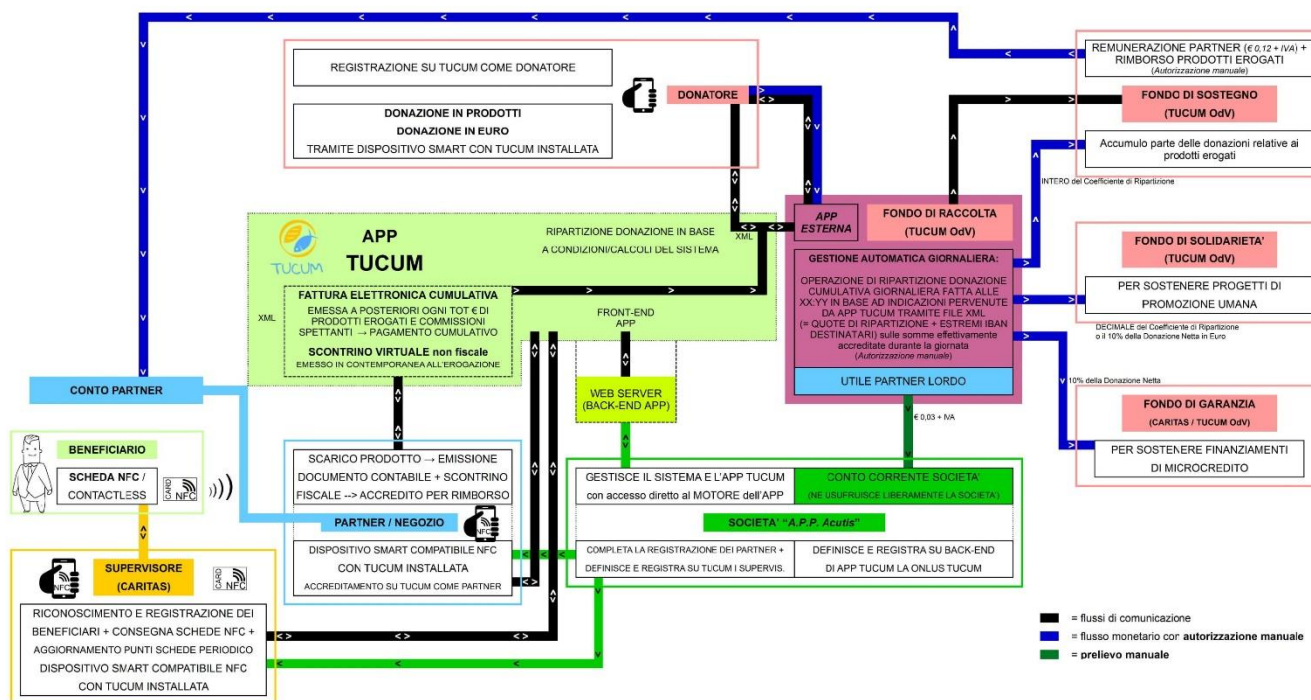 REGISTRAZIONE SU TUCUM COME DONATORE
DONAZIONE IN PRODOTTI
DONAZIONE IN EURO
TRAMITE DISPOSITIVO SMART CON TUCUM INSTALLATA
DONATORE
REMUNERAZIONE PARTNER (€ 0,12 + IVA) +
RIMBORSO PRODOTTI EROGATI
(Autorizzazione manuale)
FONDO DI SOSTEGNO
(TUCUM OdV)
Accumulo parte delle donazioni relative ai
prodotti erogati
INTERO del Coefficiente di Ripartizione
APP
TUCUM
TUCUM
RIPARTIZIONE DONAZIONE IN BASE
A CONDIZIONI/CALCOLI DEL SISTEMA
XML
APP
ESTERNA
FONDO DI RACCOLTA
(TUCUM OdV)
GESTIONE AUTOMATICA GIORNALIERA:
OPERAZIONE DI RIPARTIZIONE DONAZIONE
CUMULATIVA GIORNALIERA FATTA ALLE
XX:YY IN BASE AD INDICAZIONI PERVENUTE
DA APP TUCUM TRAMITE FILE XML
(= QUOTE DI RIPARTIZIONE + ESTREMI IBAN
DESTINATARI) sulle somme effettivamente
accreditate durante la giornata
(Autorizzazione manuale)
UTILE PARTNER LORDO
€ 0,03 + IVA
FONDO DI SOLIDARIETA'
(TUCUM OdV)
PER SOSTENERE PROGETTI DI
PROMOZIONE UMANA
DECIMALE del Coefficiente di Ripartizione
o il 10% della Donazione Netta in Euro
10% della Donazione Netta
FONDO DI GARANZIA
(CARITAS / TUCUM OdV)
PER SOSTENERE FINANZIAMENTI
DI MICROCREDITO
XML
FATTURA ELETTRONICA CUMULATIVA
EMESSA A POSTERIORI OGNI TOT € DI
PRODOTTI EROGATI E COMMISSIONI
SPETTANTI → PAGAMENTO CUMULATIVO
SCONTRINO VIRTUALE non fiscale
EMESSO IN CONTEMPORANEA ALL'EROGAZIONE
FRONT-END
APP
WEB SERVER
(BACK-END APP)
CONTO PARTNER
BENEFICIARIO
SCHEDA NFC /
CONTACTLESS
CARD
NFC
SCARICO PRODOTTO → EMISSIONE
DOCUMENTO CONTABILE + SCONTRINO
FISCALE --> ACCREDITO PER RIMBORSO
PARTNER / NEGOZIO
NFC
DISPOSITIVO SMART COMPATIBILE NFC
CON TUCUM INSTALLATA
ACCREDITAMENTO SU TUCUM COME PARTNER
GESTISCE IL SISTEMA E L'APP TUCUM
con accesso diretto al MOTORE dell'APP
CONTO CORRENTE SOCIETA'
(NE USUFRUISCE LIBERAMENTE LA SOCIETA')
SOCIETA' "A.P.P. Acutis"
COMPLETA LA REGISTRAZIONE DEI PARTNER +
DEFINISCE E REGISTRA SU TUCUM I SUPERVIS.
DEFINISCE E REGISTRA SU BACK-END
DI APP TUCUM LA ONLUS TUCUM
NFC
SUPERVISORE
(CARITAS)
CARD
NFC
RICONOSCIMENTO E REGISTRAZIONE DEI
BENEFICIARI + CONSEGNA SCHEDE NFC +
AGGIORNAMENTO PUNTI SCHEDE PERIODICO
DISPOSITIVO SMART COMPATIBILE NFC
CON TUCUM INSTALLATA
= flussi di comunicazione
= flusso monetario con autorizzazione manuale
= prelievo manuale